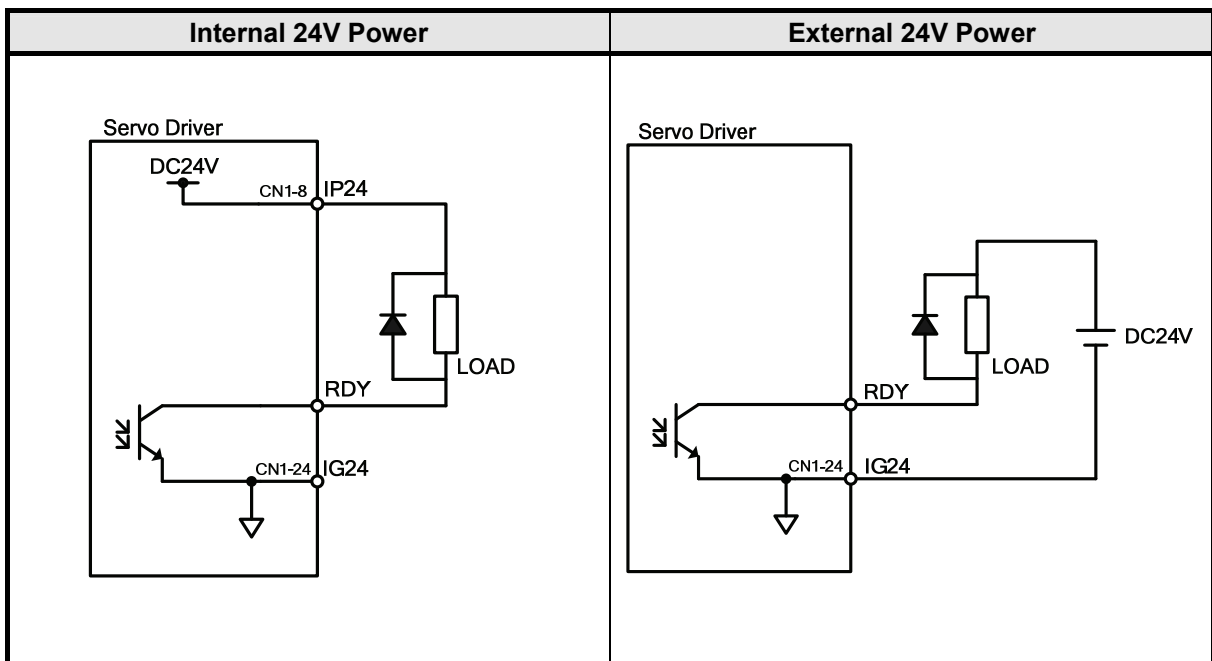 Internal 24V Power
External 24V Power
Servo Driver
DC24V
CN1-8
IP24
LOAD
RDY
CN1-24
IG24
Servo Driver
DC24V
LOAD
RDY
CN1-24
IG24